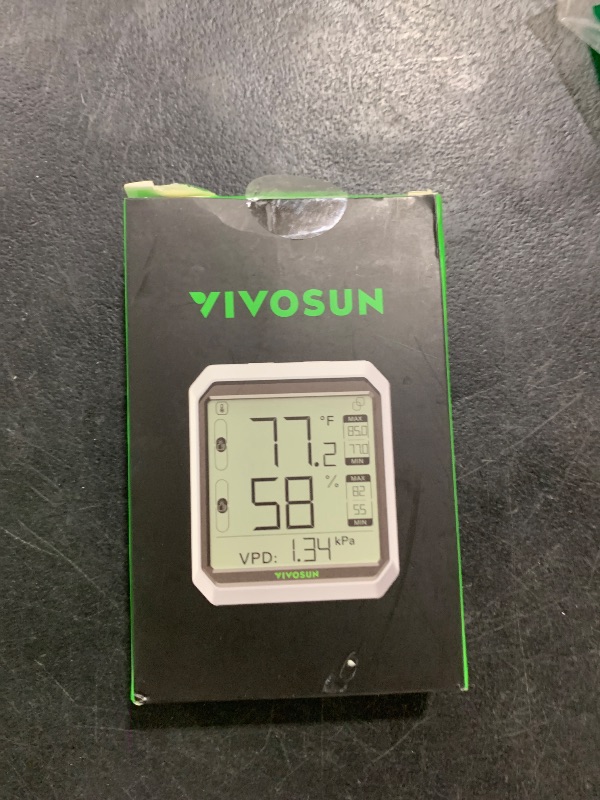 VIVOSUN
77.2 °F
MAX
85.0
77.0
MIN
58 %
MAX
82
55
MIN
VPD: 1.34 kPa
VIVOSUN